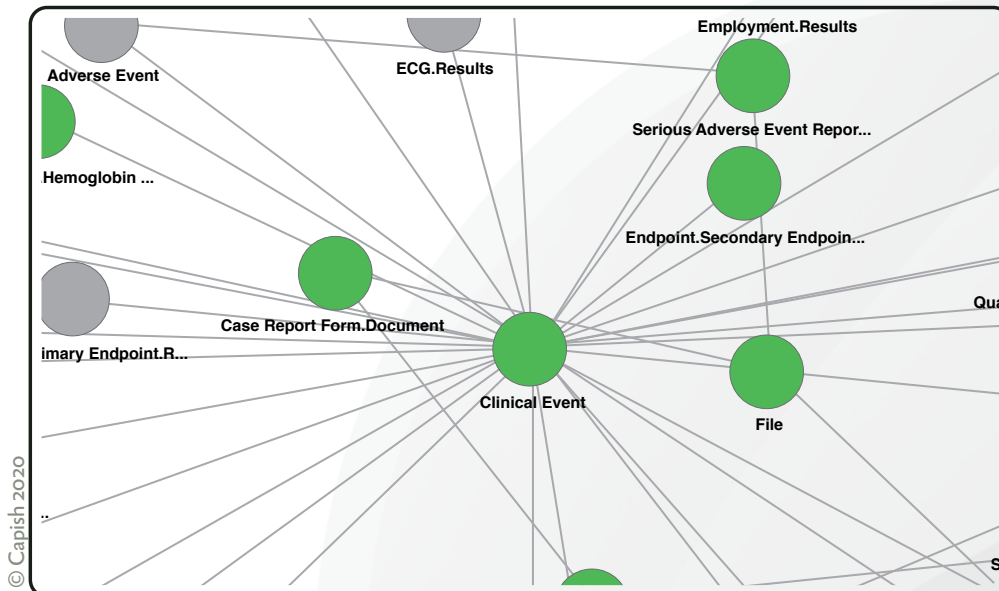 Employment.Results
ECG.Results
Adverse Event
Serious Adverse Event Repor...
Hemoglobin ...
Endpoint.Secondary Endpoin...
Qua
Case Report Form.Document
imary Endpoint.R...
Clinical Event
File
..
S
© Capish 2020